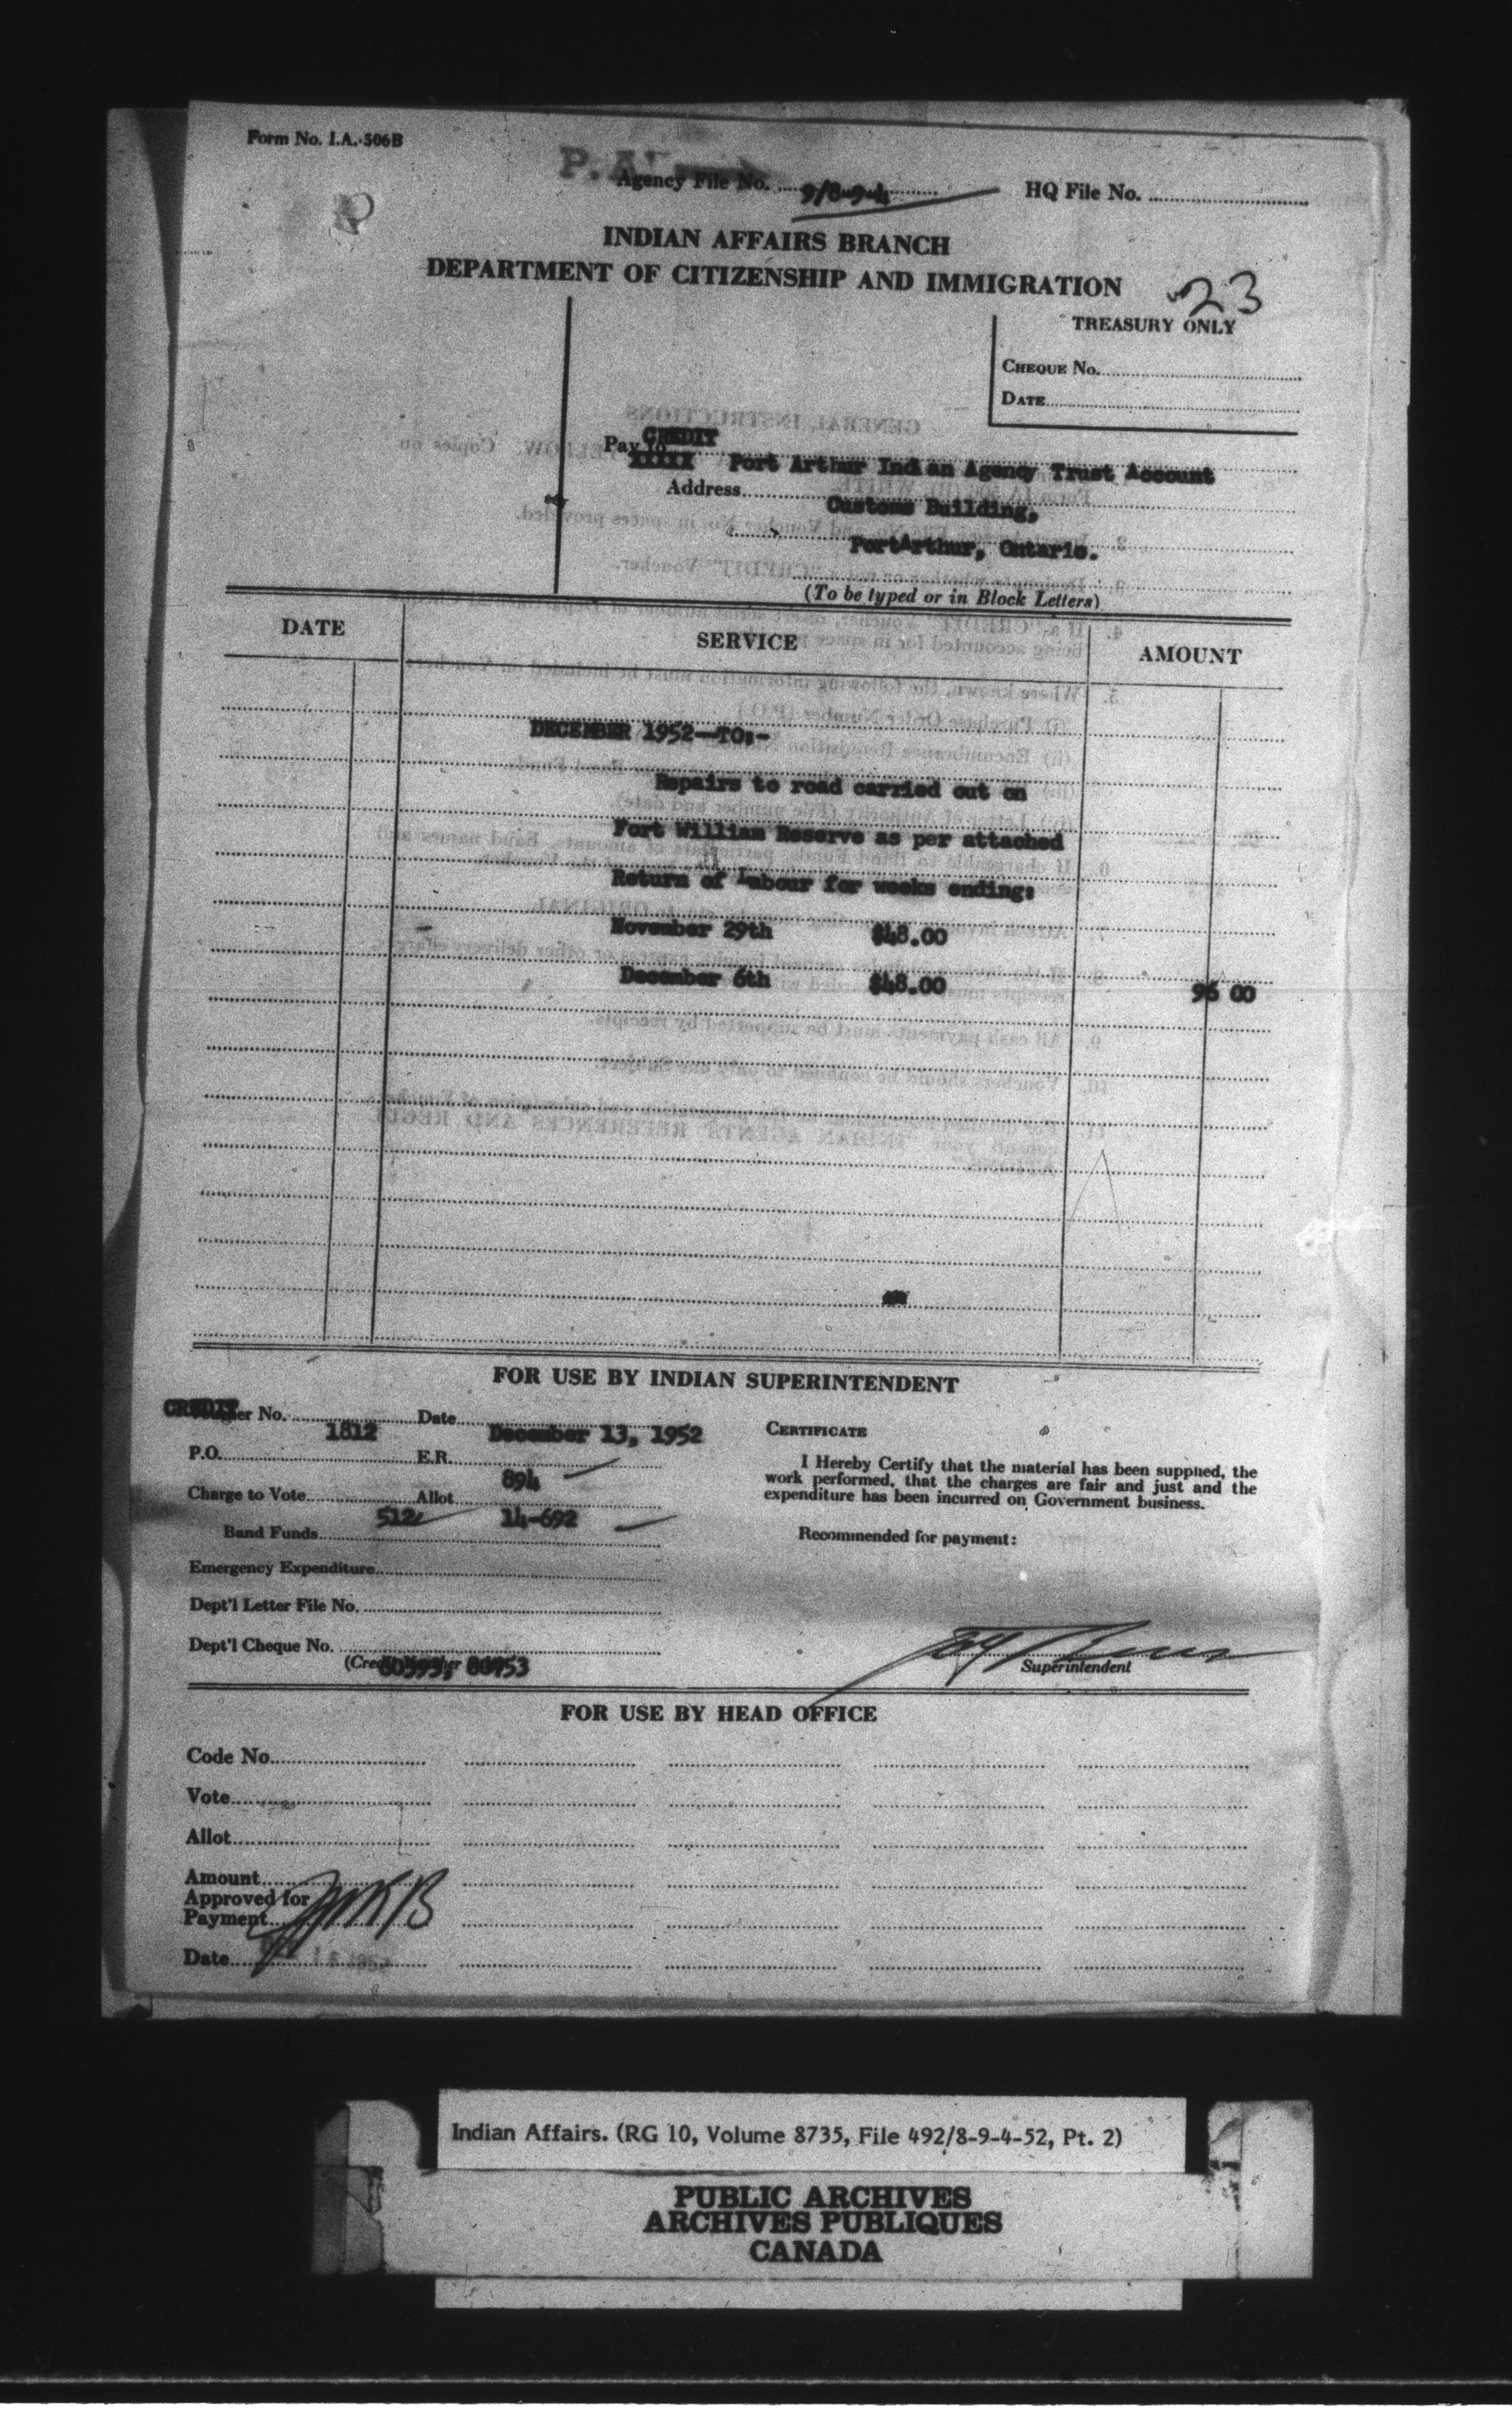 Form No. I.A. 506B
P.A.
Agency File No. 9/8-9-4 HQ File No.
INDIAN AFFAIRS BRANCH
DEPARTMENT OF CITIZENSHIP AND IMMIGRATION
23
TREASURY ONLY
CHEQUE No.
DATE
CREDIT
Pay to
XXXXX Port Arthur Indian Agency Trust Account
Address
Customs Building,
PortArthur, Ontario.
(To be typed or in Block Letters)
DATE SERVICE AMOUNT
DECEMBER 1952—TO:-
Repairs to road carried out on
Fort William Reserve as per attached
Return of Labour for weeks ending:
November 29th $48.00
December 6th $48.00 96 00
FOR USE BY INDIAN SUPERINTENDENT
CREDIT
Voucher No. 1812 Date December 13, 1952
P.O. E.R. 894
Charge to Vote 512 Allot. 14-692
Band Funds
Emergency Expenditure
Dept'l Letter File No.
Dept'l Cheque No.
CERTIFICATE
I Hereby Certify that the material has been supplied, the
work performed, that the charges are fair and just and the
expenditure has been incurred on Government business.
Recommended for payment:
Superintendent
FOR USE BY HEAD OFFICE
Code No.
Vote
Allot.
Amount
Approved for
Payment
Date
Indian Affairs. (RG 10, Volume 8735, File 492/8-9-4-52, Pt. 2)
PUBLIC ARCHIVES
ARCHIVES PUBLIQUES
CANADA